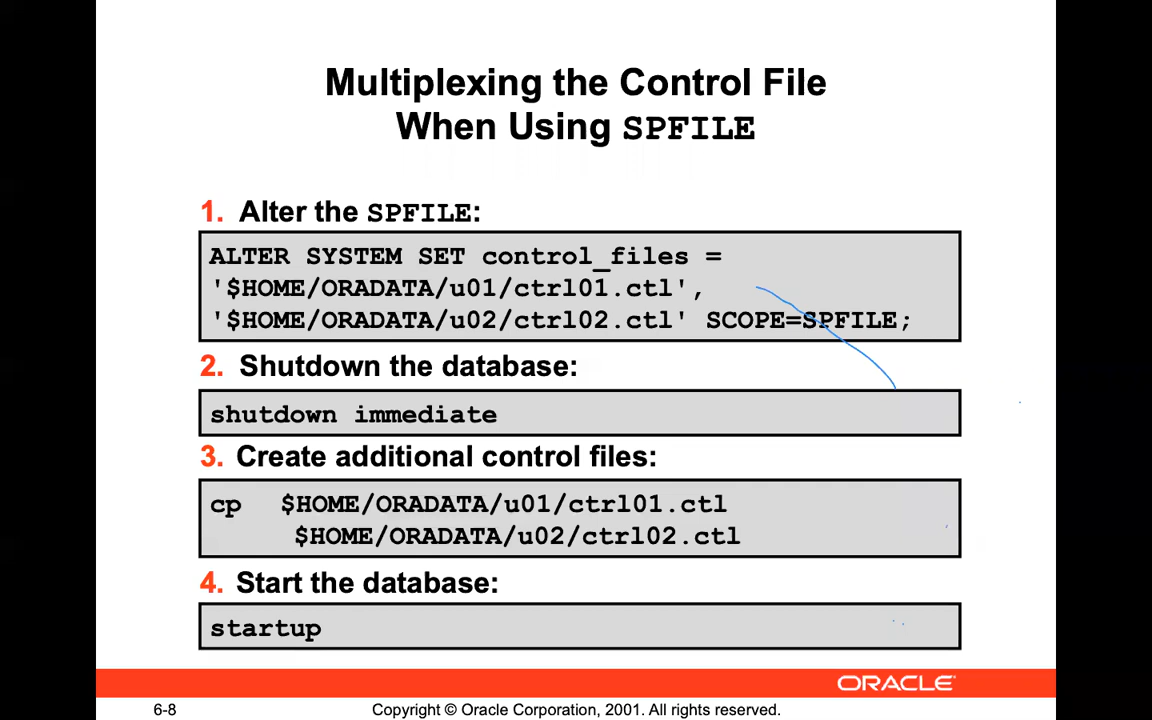 Multiplexing the Control File
When Using SPFILE
1. Alter the SPFILE:
ALTER SYSTEM SET control_files =
'$HOME/ORADATA/u01/ctrl01.ctl',
'$HOME/ORADATA/u02/ctrl02.ctl' SCOPE=SPFILE;
2. Shutdown the database:
shutdown immediate
3. Create additional control files:
cp $HOME/ORADATA/u01/ctrl01.ctl
$HOME/ORADATA/u02/ctrl02.ctl
4. Start the database:
startup
ORACLE
6-8 Copyright © Oracle Corporation, 2001. All rights reserved.